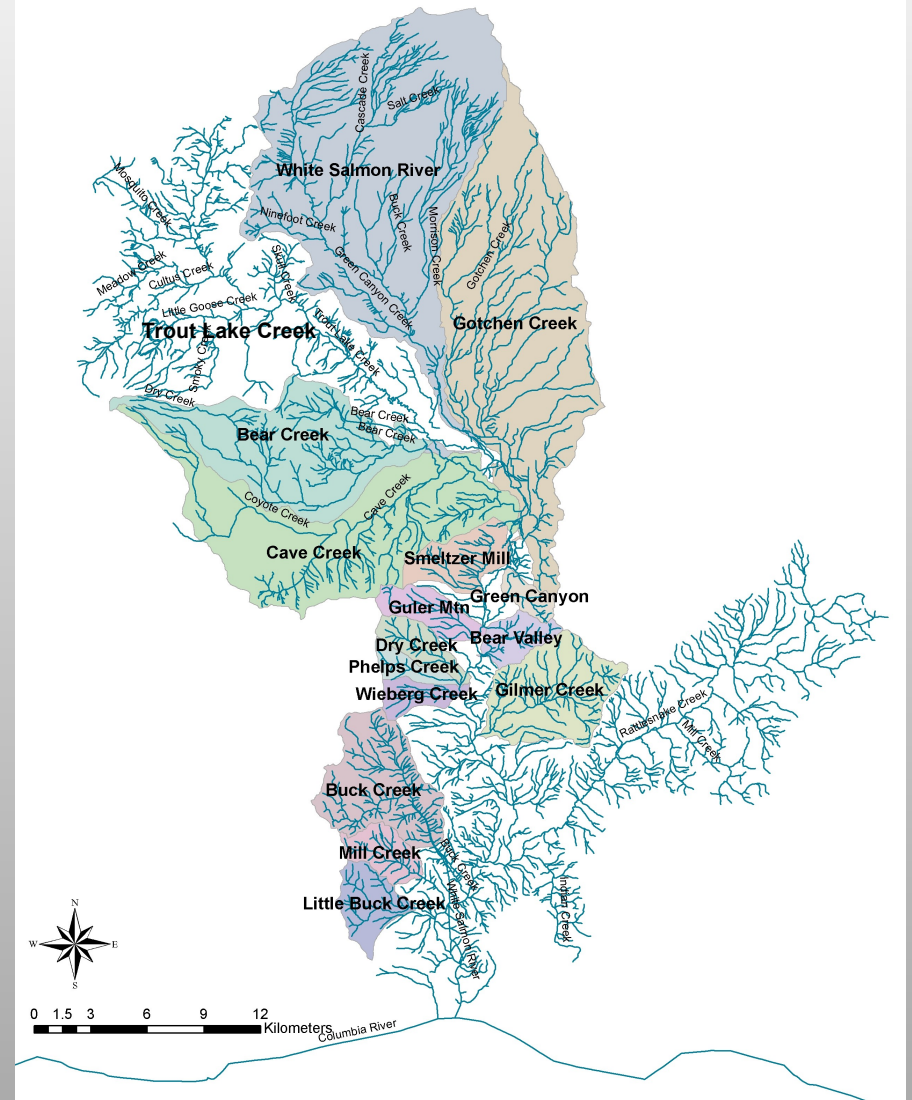 Cascade Creek
Salt Creek
White Salmon River
Mosquito Creek
Buck Creek
Morrison Creek
Ninefoot Creek
Gotchen Creek
Meadow Creek
Cultus Creek
Skull Creek
Green Canyon Creek
Little Goose Creek
Gotchen Creek
Trout Lake Creek
Trout Lake Creek
Smoky Creek
Dry Creek
Bear Creek
Bear Creek
Bear Creek
Coyote Creek
Cave Creek
Cave Creek
Smeltzer Mill
Green Canyon
Guler Mtn
Bear Valley
Dry Creek
Phelps Creek
Wieberg Creek
Gilmer Creek
Rattlesnake Creek
Mill Creek
Buck Creek
Mill Creek
Buck Creek
Little Buck Creek
White Salmon River
Indian Creek
N
W
E
S
0 1.5 3 6 9 12
Kilometers
Columbia River